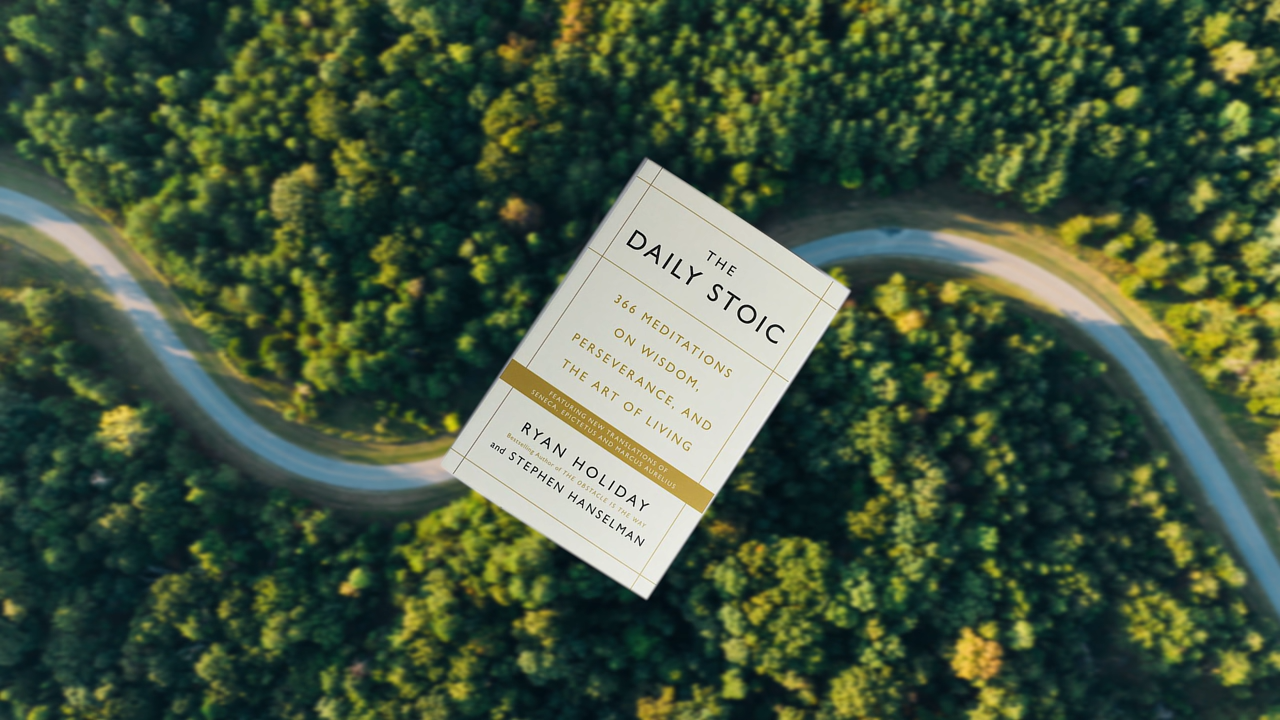 THE
DAILY STOIC
366 MEDITATIONS
ON WISDOM,
PERSEVERANCE, AND
THE ART OF LIVING
FEATURING NEW TRANSLATIONS OF
SENECA, EPICTETUS AND MARCUS AURELIUS
RYAN HOLIDAY
Bestselling Author of THE OBSTACLE IS THE WAY
and STEPHEN HANSELMAN